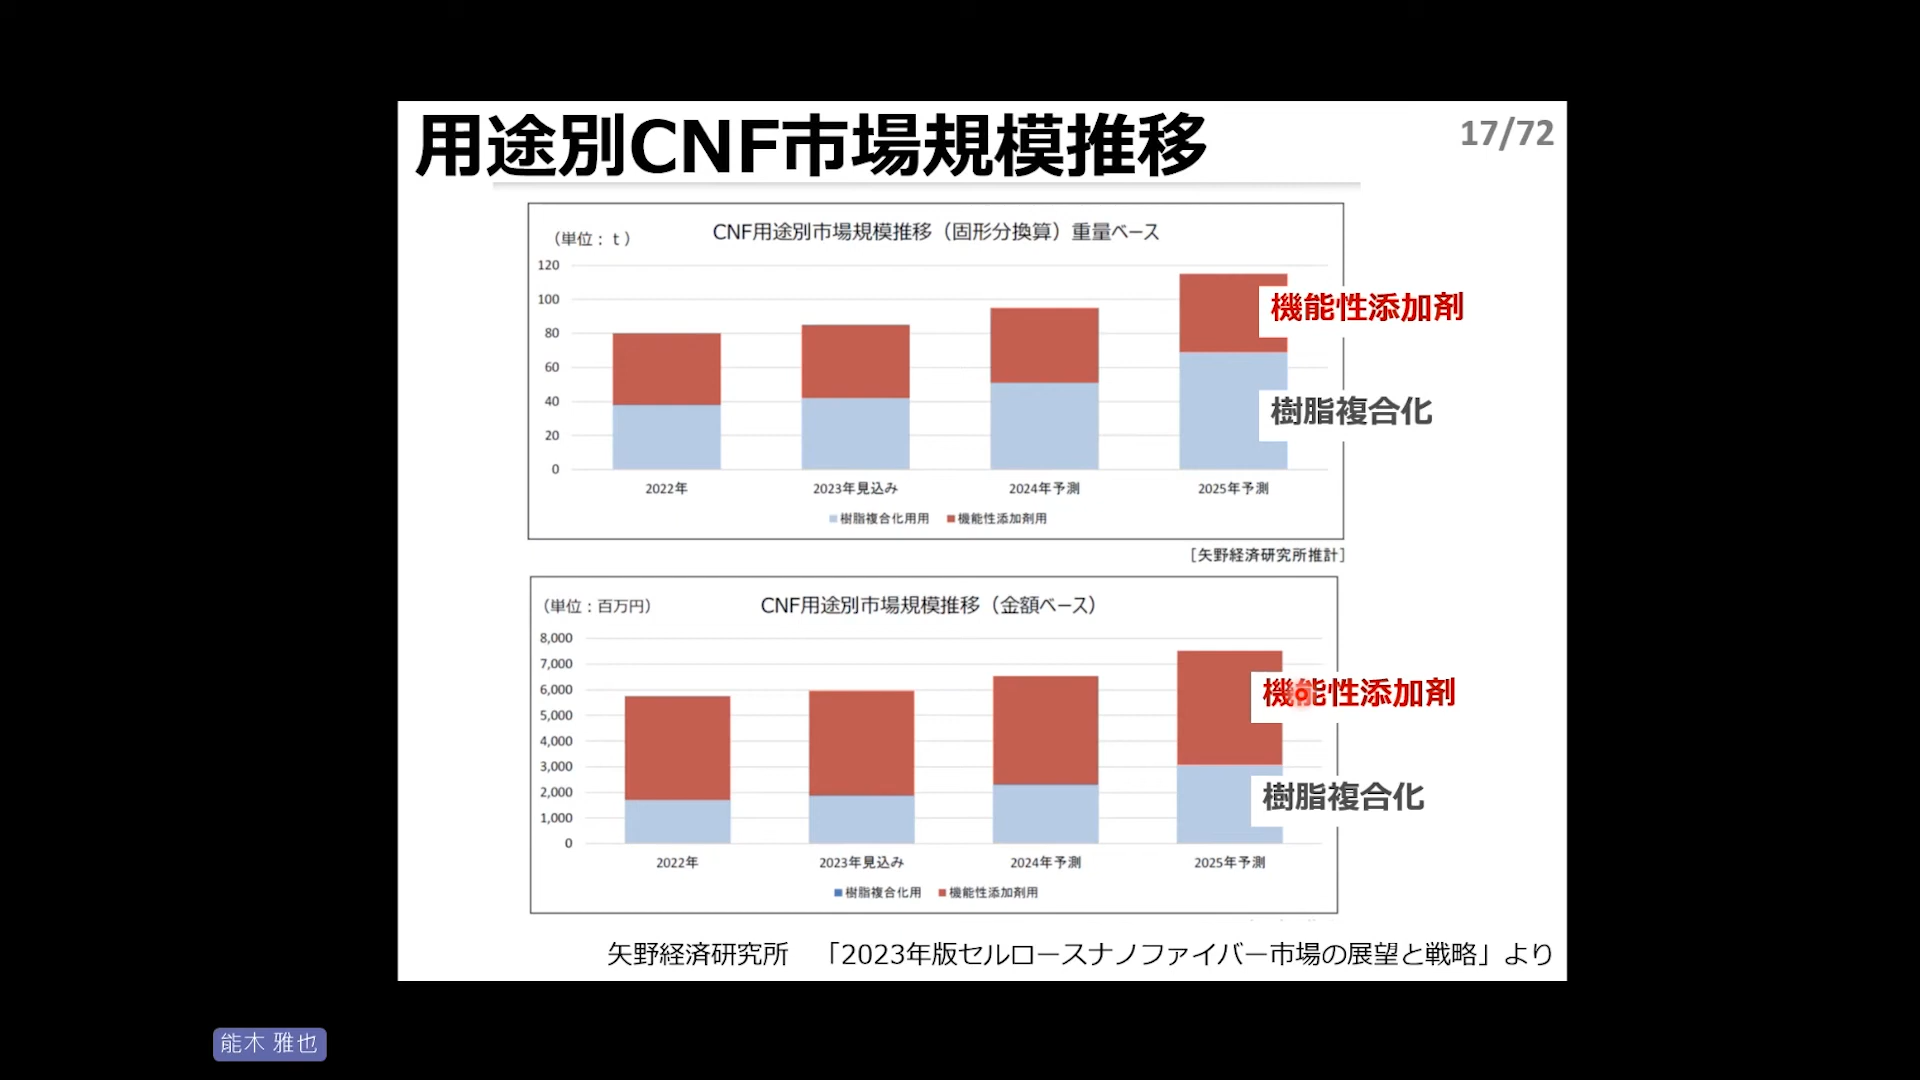 用途別CNF市場規模推移
17/72
（単位：ｔ）
CNF用途別市場規模推移（固形分換算）重量ベース
120
100
80
60
40
20
0
機能性添加剤
樹脂複合化
2022年
2023年見込み
2024年予測
2025年予測
樹脂複合化用用
機能性添加剤用
[矢野経済研究所推計]
（単位：百万円）
CNF用途別市場規模推移（金額ベース）
8,000
7,000
6,000
5,000
4,000
3,000
2,000
1,000
0
機能性添加剤
樹脂複合化
2022年
2023年見込み
2024年予測
2025年予測
樹脂複合化用
機能性添加剤用
矢野経済研究所　「2023年版セルロースナノファイバー市場の展望と戦略」より
能木 雅也